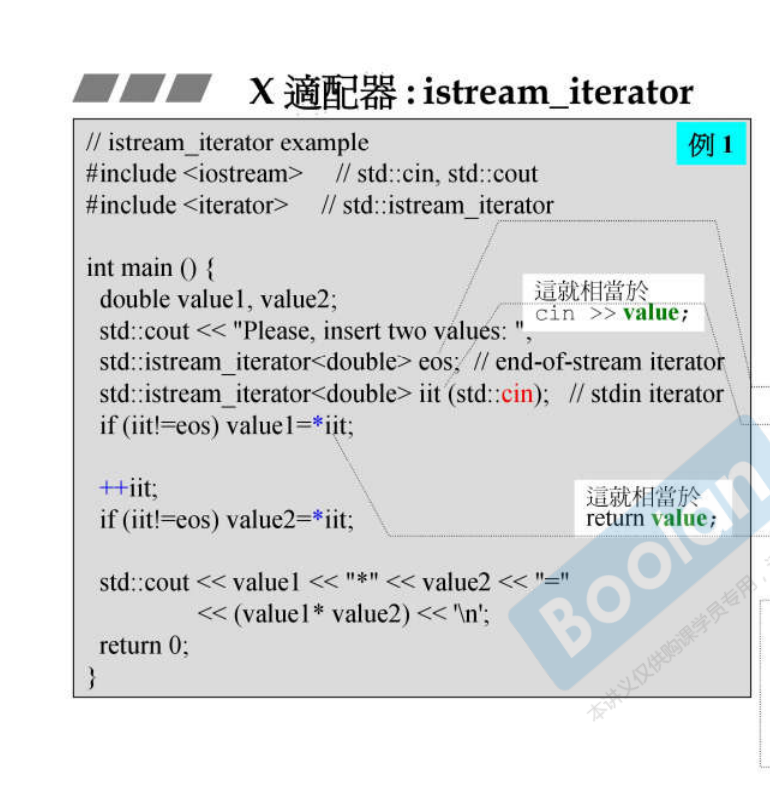 X 適配器 : istream_iterator
例 1
// istream_iterator example
#include <iostream> // std::cin, std::cout
#include <iterator> // std::istream_iterator
int main () {
double value1, value2;
std::cout << "Please, insert two values: ";
std::istream_iterator<double> eos; // end-of-stream iterator
std::istream_iterator<double> iit (std::cin); // stdin iterator
if (iit!=eos) value1=*iit;
++iit;
if (iit!=eos) value2=*iit;
std::cout << value1 << "*" << value2 << "="
<< (value1* value2) << '\n';
return 0;
}
這就相當於
cin >> value;
這就相當於
return value;
Boolan
本讲义仅供购课学员专用，